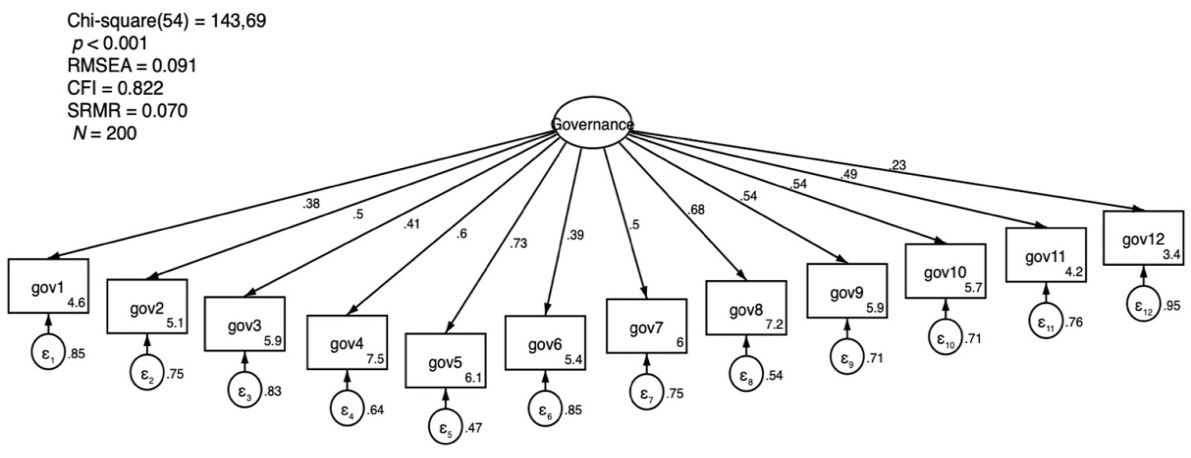 Chi-square(54) = 143,69
p < 0.001
RMSEA = 0.091
CFI = 0.822
SRMR = 0.070
N = 200
Governance
.38
.5
.41
.6
.73
.39
.5
.68
.54
.54
.49
.23
gov1
4.6
gov2
5.1
gov3
5.9
gov4
7.5
gov5
6.1
gov6
5.4
gov7
6
gov8
7.2
gov9
5.9
gov10
5.7
gov11
4.2
gov12
3.4
ε1 .85
ε2 .75
ε3 .83
ε4 .64
ε5 .47
ε6 .85
ε7 .75
ε8 .54
ε9 .71
ε10 .71
ε11 .76
ε12 .95